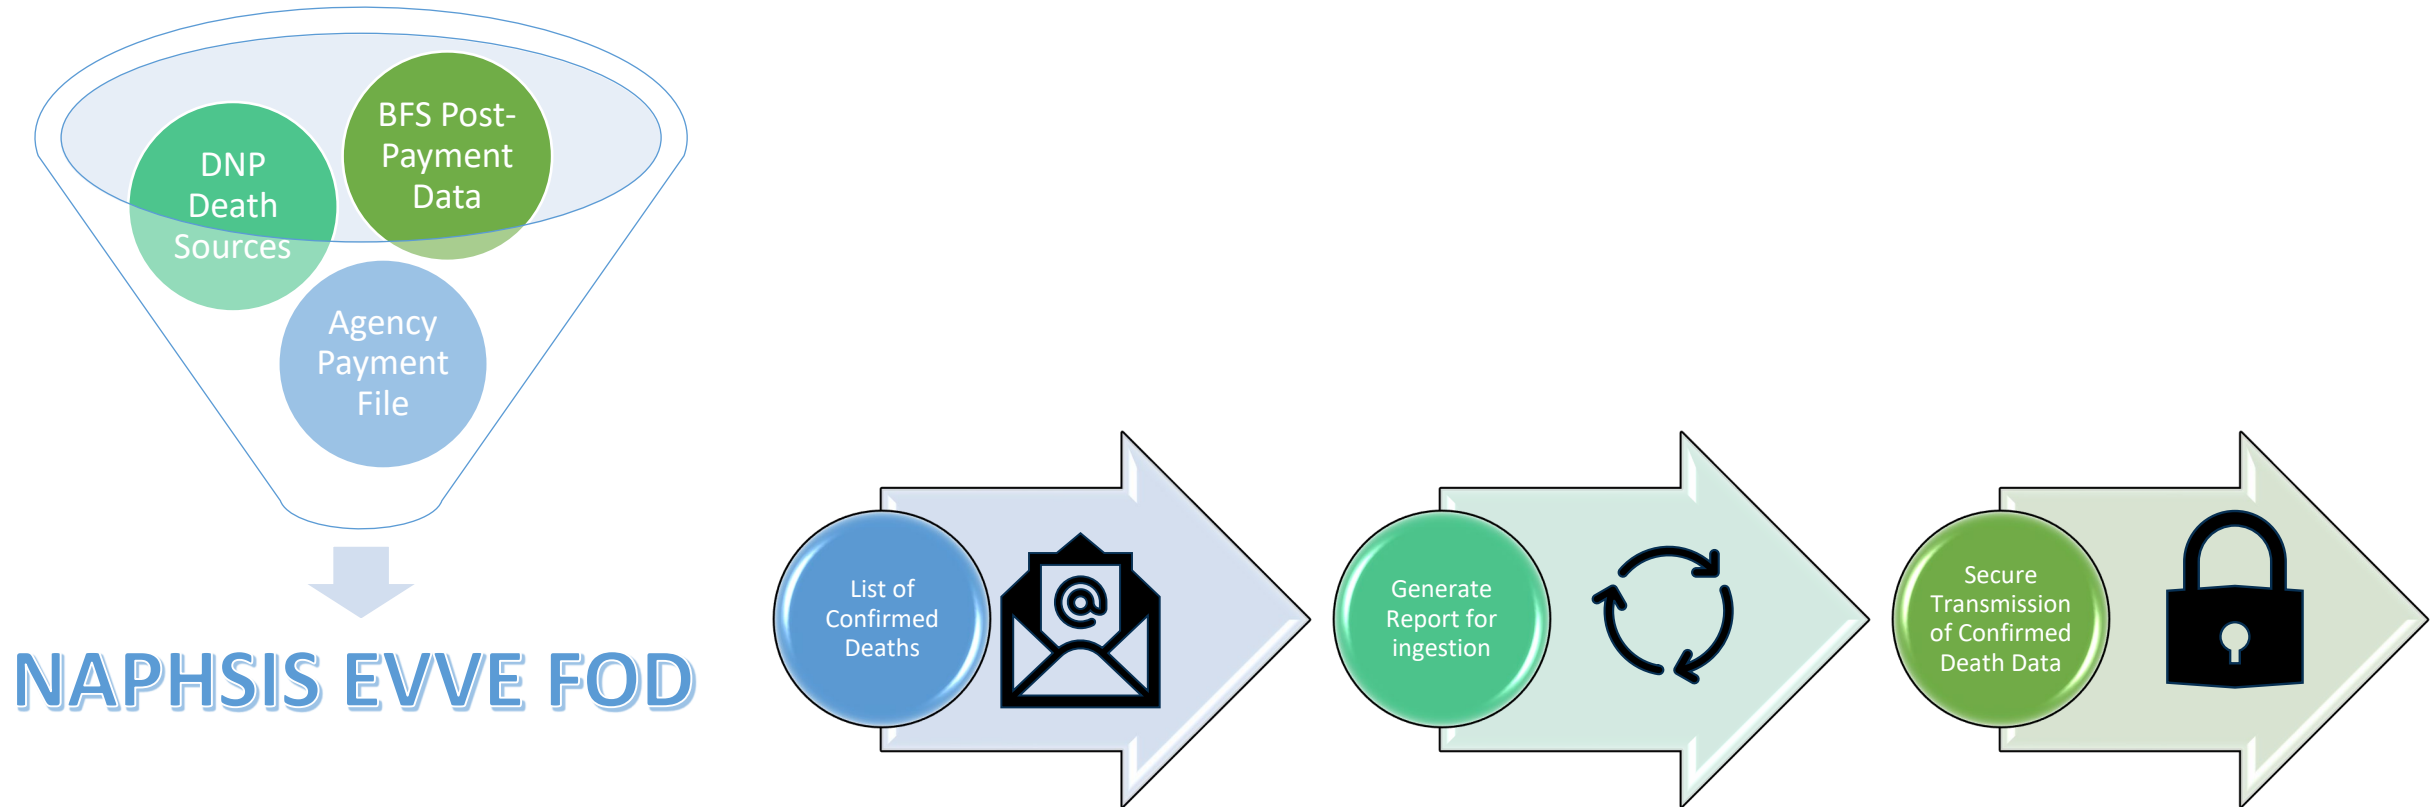 DNP
Death
Sources
BFS Post-
Payment
Data
Agency
Payment
File
NAPHSIS EVVE FOD
List of
Confirmed
Deaths
@
Generate
Report for
ingestion
Secure
Transmission
of Confirmed
Death Data